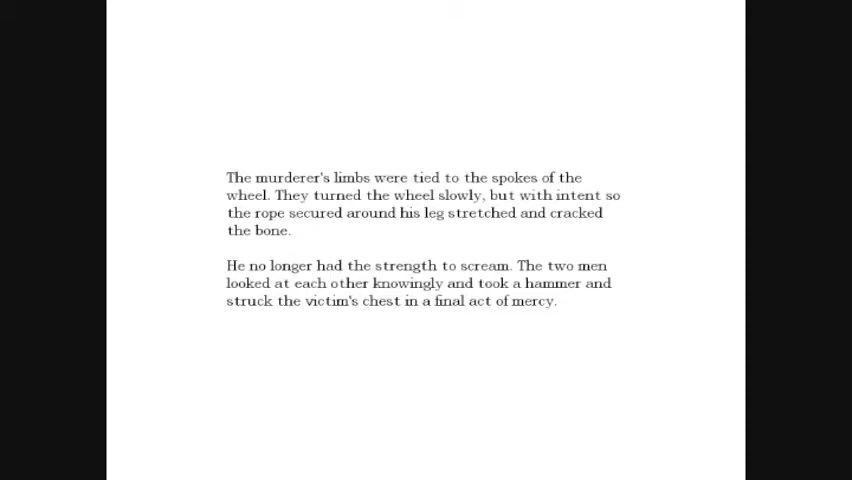 The murderer's limbs were tied to the spokes of the
wheel. They turned the wheel slowly, but with intent so
the rope secured around his leg stretched and cracked
the bone.
He no longer had the strength to scream. The two men
looked at each other knowingly and took a hammer and
struck the victim's chest in a final act of mercy.